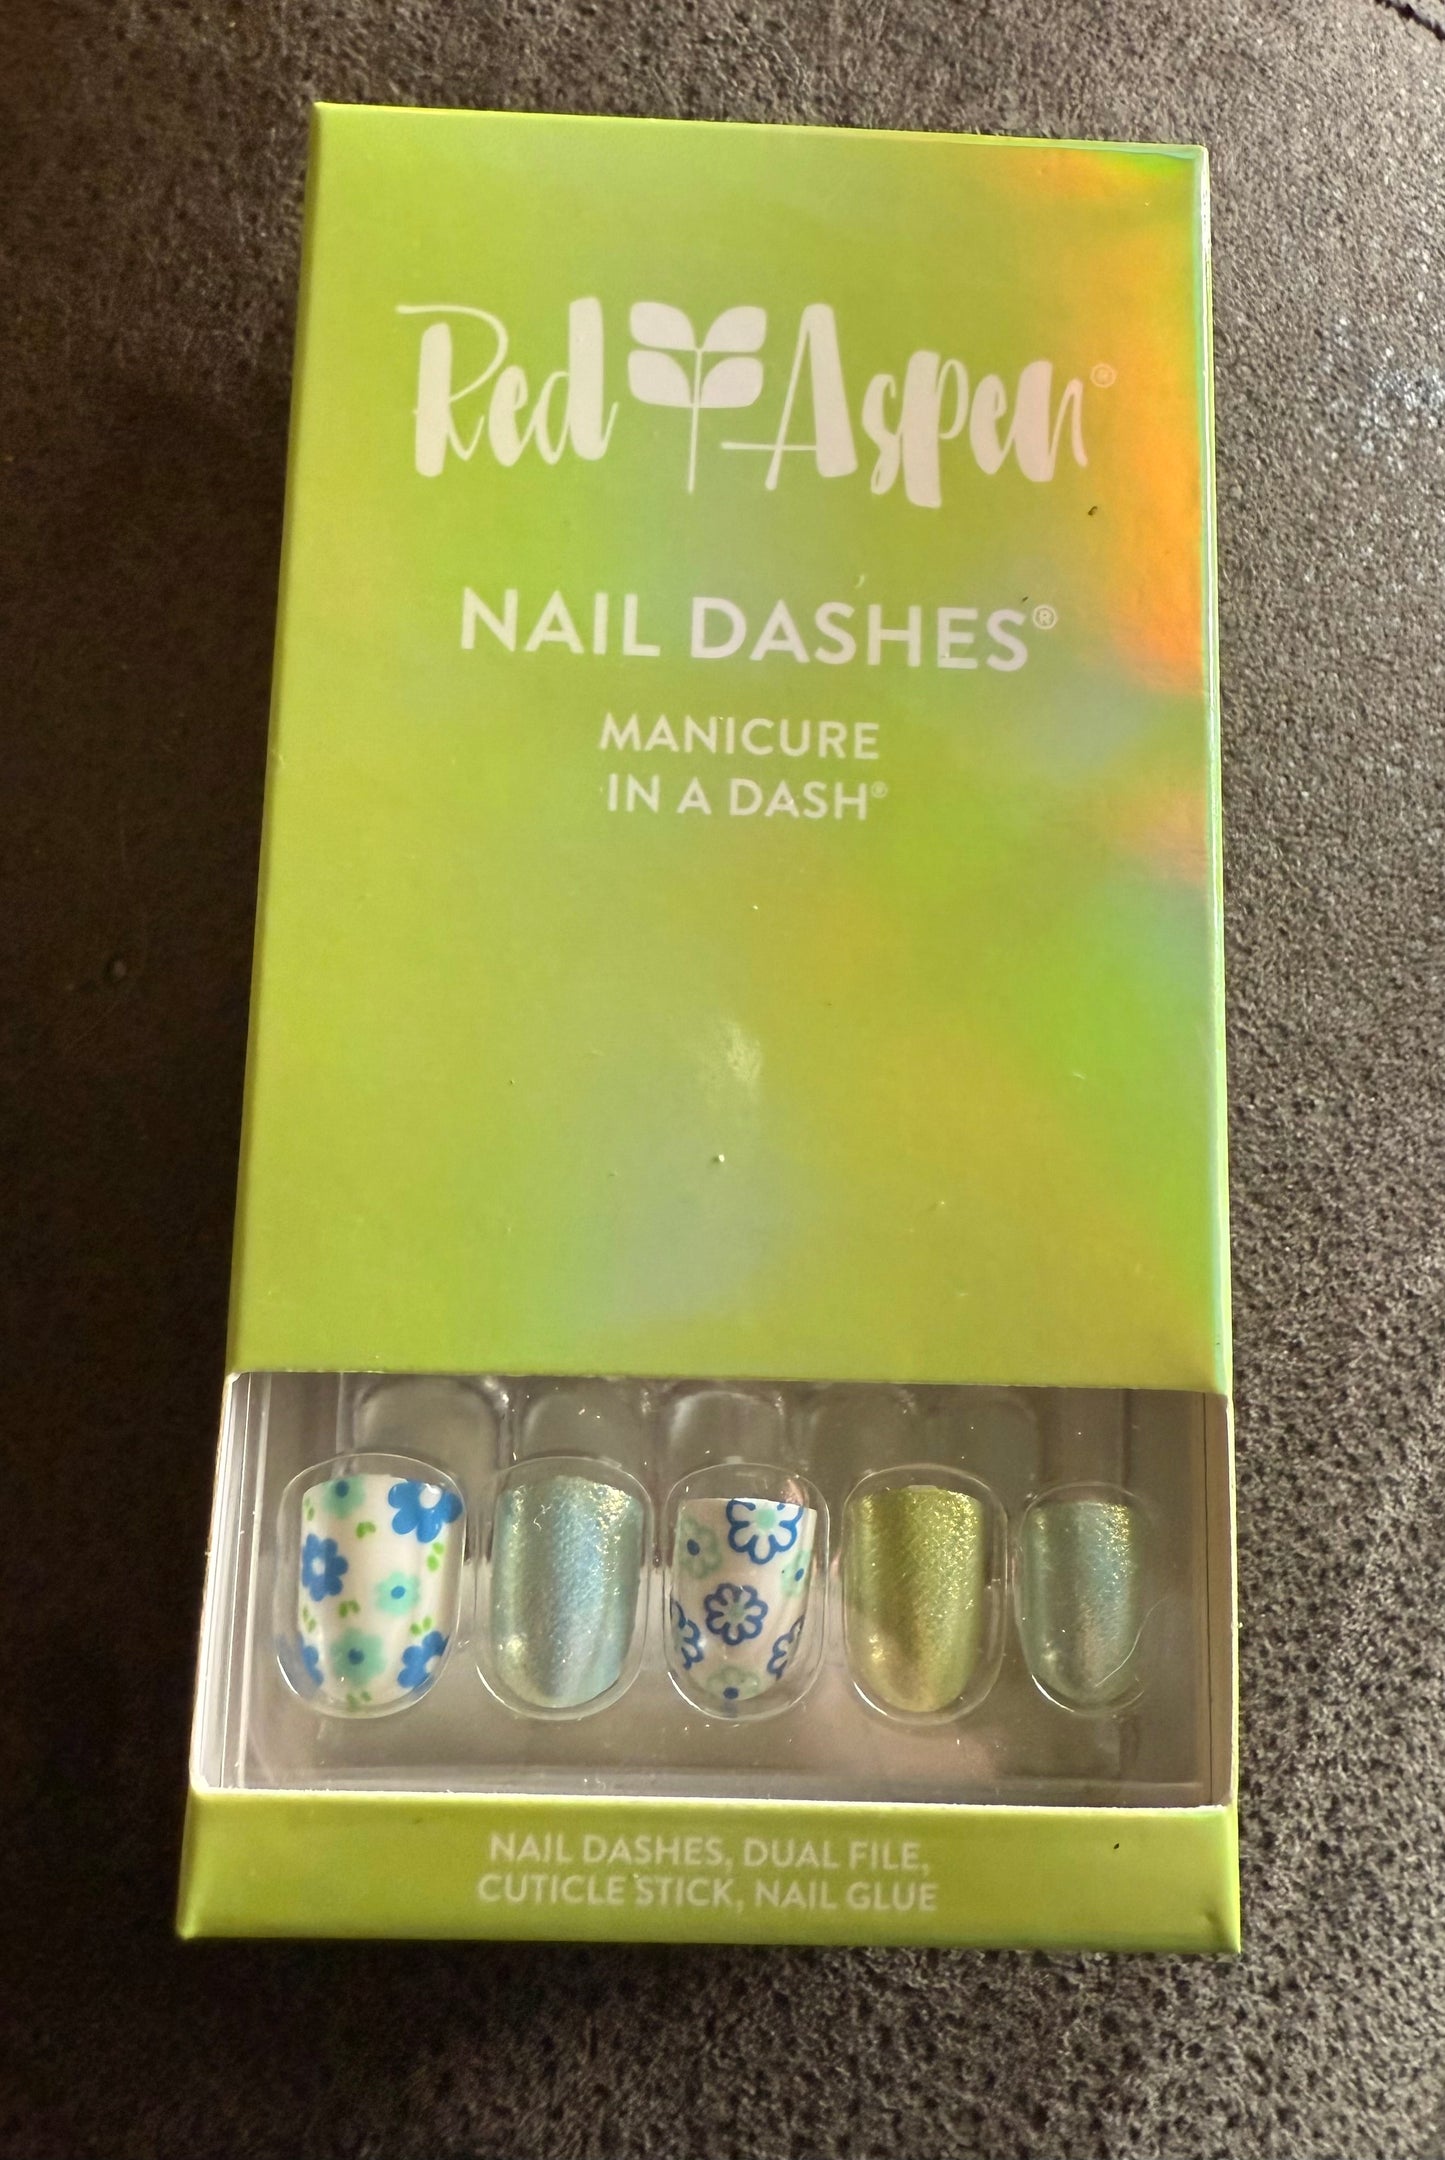 Red Aspen®
NAIL DASHES®
MANICURE
IN A DASH®
NAIL DASHES, DUAL FILE,
CUTICLE STICK, NAIL GLUE